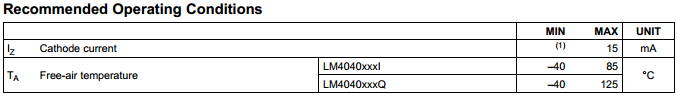 Recommended Operating Conditions
MIN MAX UNIT
IZ Cathode current (1) 15 mA
TA Free-air temperature LM4040xxxI –40 85 °C
LM4040xxxQ –40 125